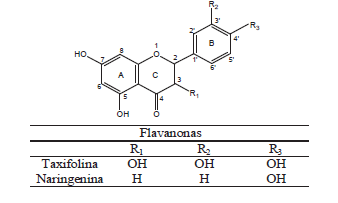 R₂
3'
R₃
2'
4'
B
8
1
O
HO
7
2
1'
5'
6'
A
C
3
6
R₁
5
4
OH
O
Flavanonas
R₁ R₂ R₃
Taxifolina OH OH OH
Naringenina H H OH